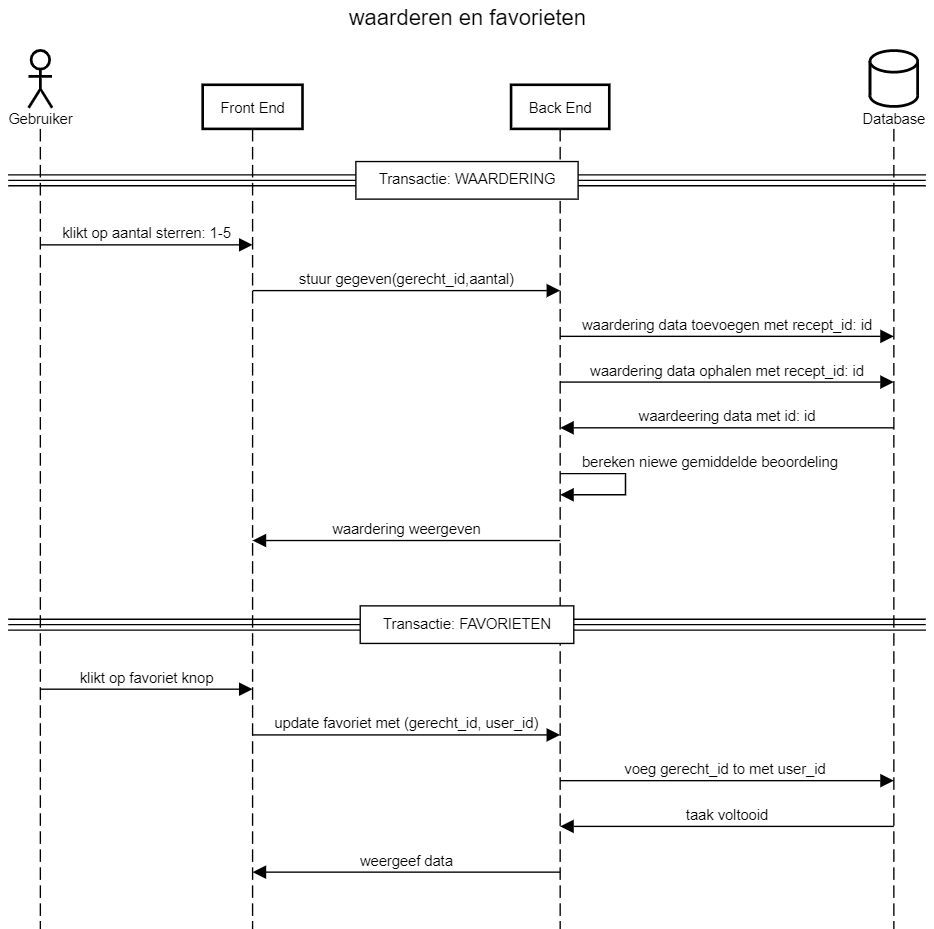 waarderen en favorieten
Gebruiker
Front End
Back End
Database
Transactie: WAARDERING
klikt op aantal sterren: 1-5
stuur gegeven(gerecht_id,aantal)
waardering data toevoegen met recept_id: id
waardering data ophalen met recept_id: id
waardeering data met id: id
bereken niewe gemiddelde beoordeling
waardering weergeven
Transactie: FAVORIETEN
klikt op favoriet knop
update favoriet met (gerecht_id, user_id)
voeg gerecht_id to met user_id
taak voltooid
weergeef data